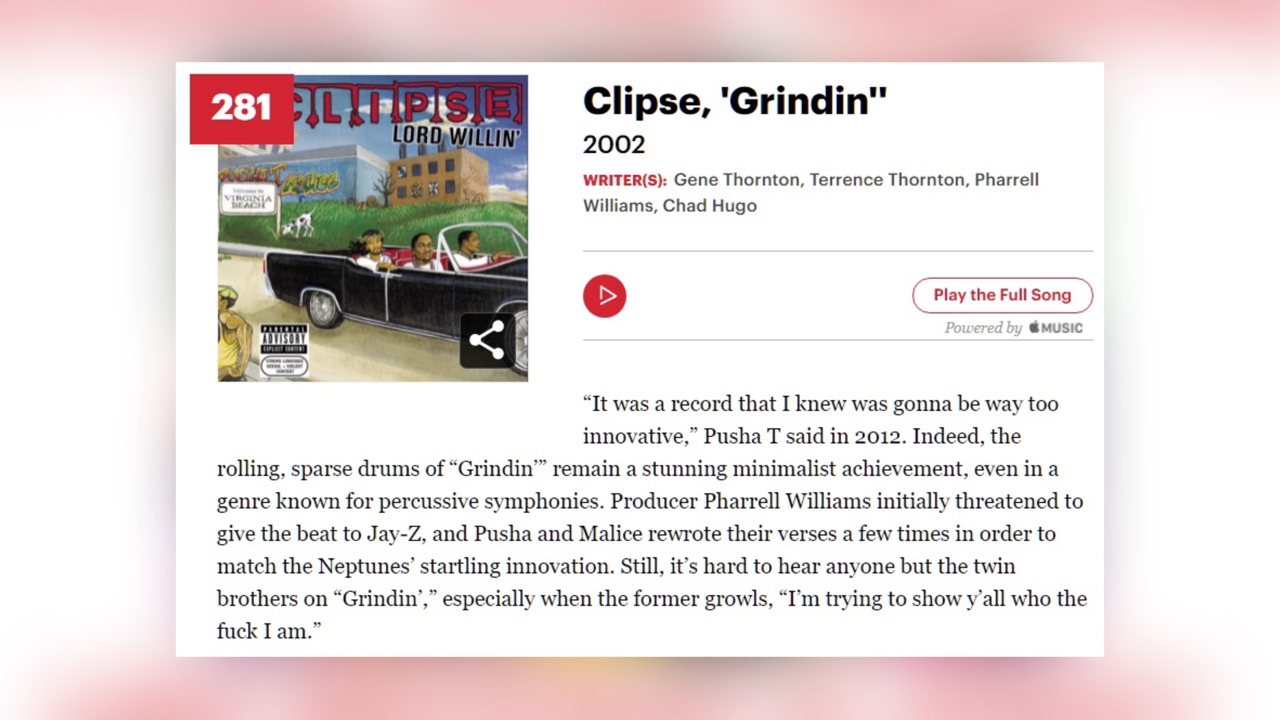 281
CLIPSE
LORD WILLIN'
Welcome to
VIRGINIA
BEACH
PARENTAL
ADVISORY
EXPLICIT CONTENT
Clipse, 'Grindin''
2002
WRITER(S): Gene Thornton, Terrence Thornton, Pharrell
Williams, Chad Hugo
Play the Full Song
Powered by MUSIC
“It was a record that I knew was gonna be way too
innovative,” Pusha T said in 2012. Indeed, the
rolling, sparse drums of “Grindin’” remain a stunning minimalist achievement, even in a
genre known for percussive symphonies. Producer Pharrell Williams initially threatened to
give the beat to Jay-Z, and Pusha and Malice rewrote their verses a few times in order to
match the Neptunes’ startling innovation. Still, it’s hard to hear anyone but the twin
brothers on “Grindin’,” especially when the former growls, “I’m trying to show y’all who the
fuck I am.”